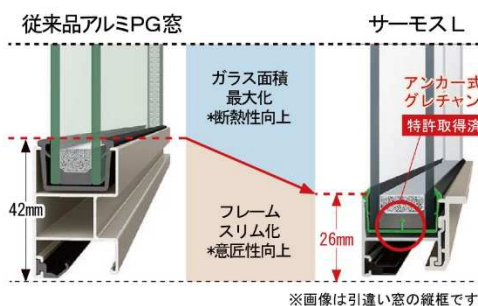 従来品アルミPG窓
サーモスL
ガラス面積
最大化
*断熱性向上
アンカー式
グレチャン
特許取得済
42mm
フレーム
スリム化
*意匠性向上
26mm
※画像は引違い窓の縦框です